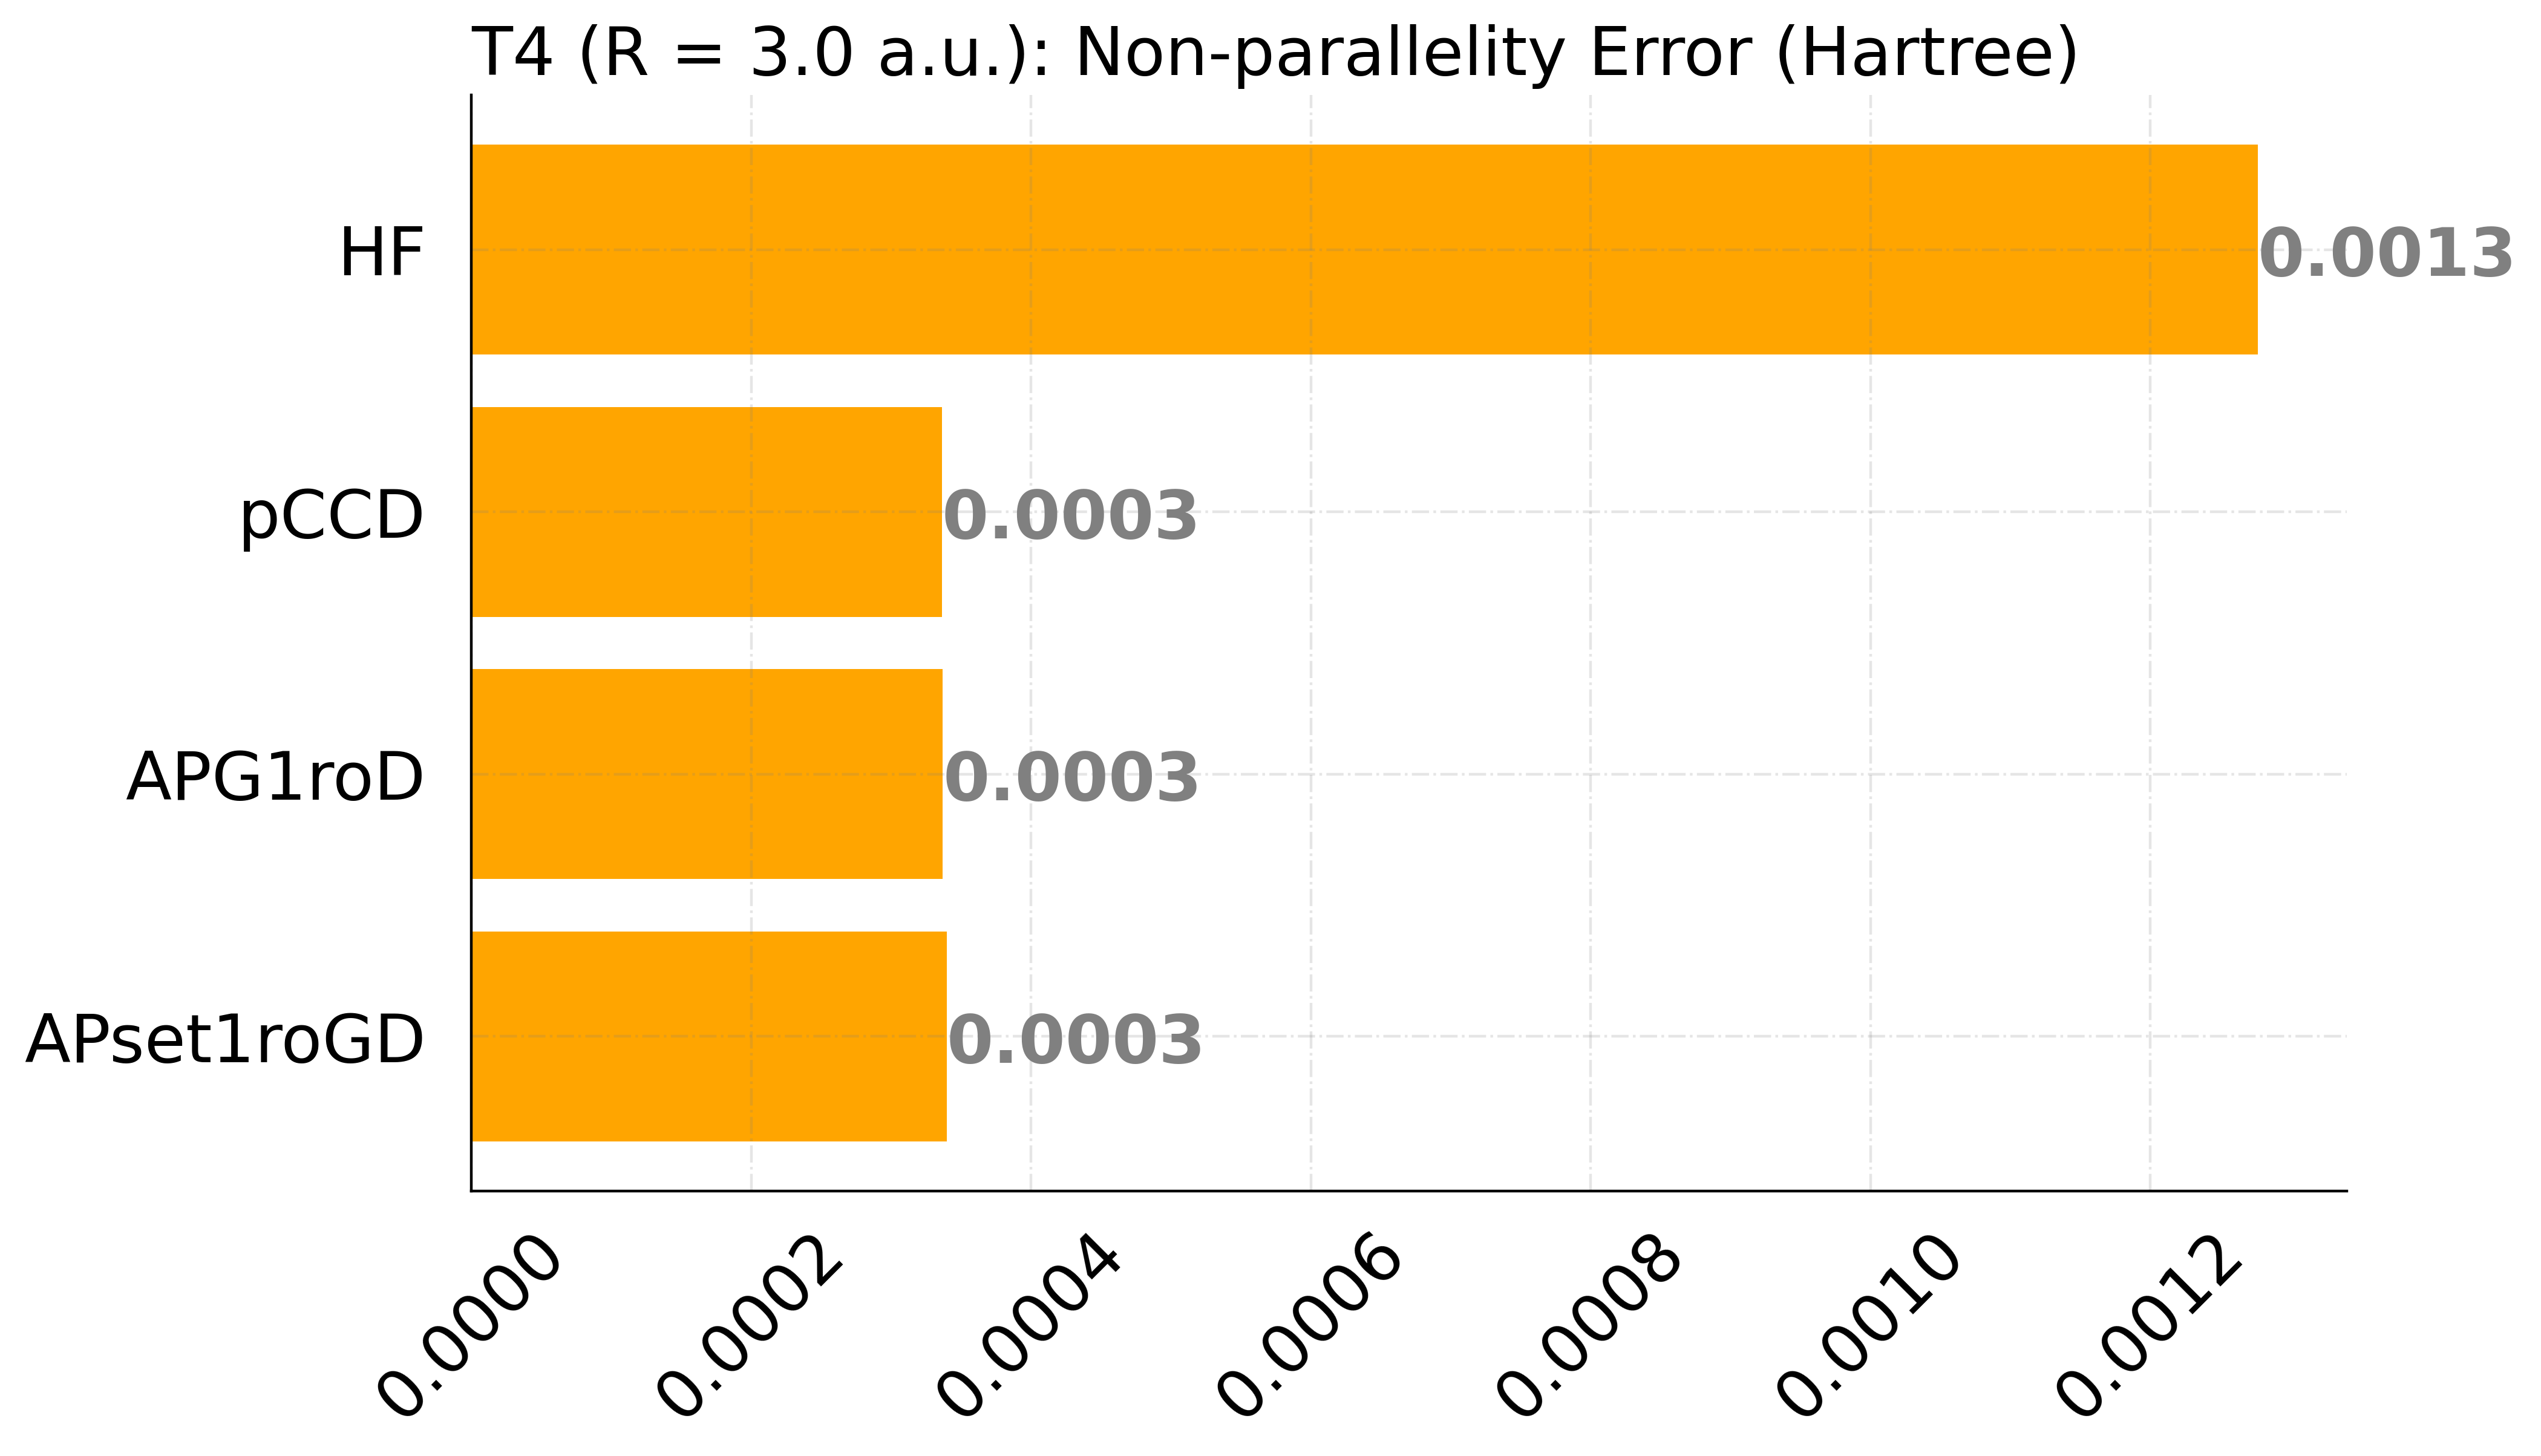 T4 (R = 3.0 a.u.): Non-parallelity Error (Hartree)
HF
0.0013
pCCD
0.0003
APG1roD
0.0003
APset1roGD
0.0003
0.0000
0.0002
0.0004
0.0006
0.0008
0.0010
0.0012